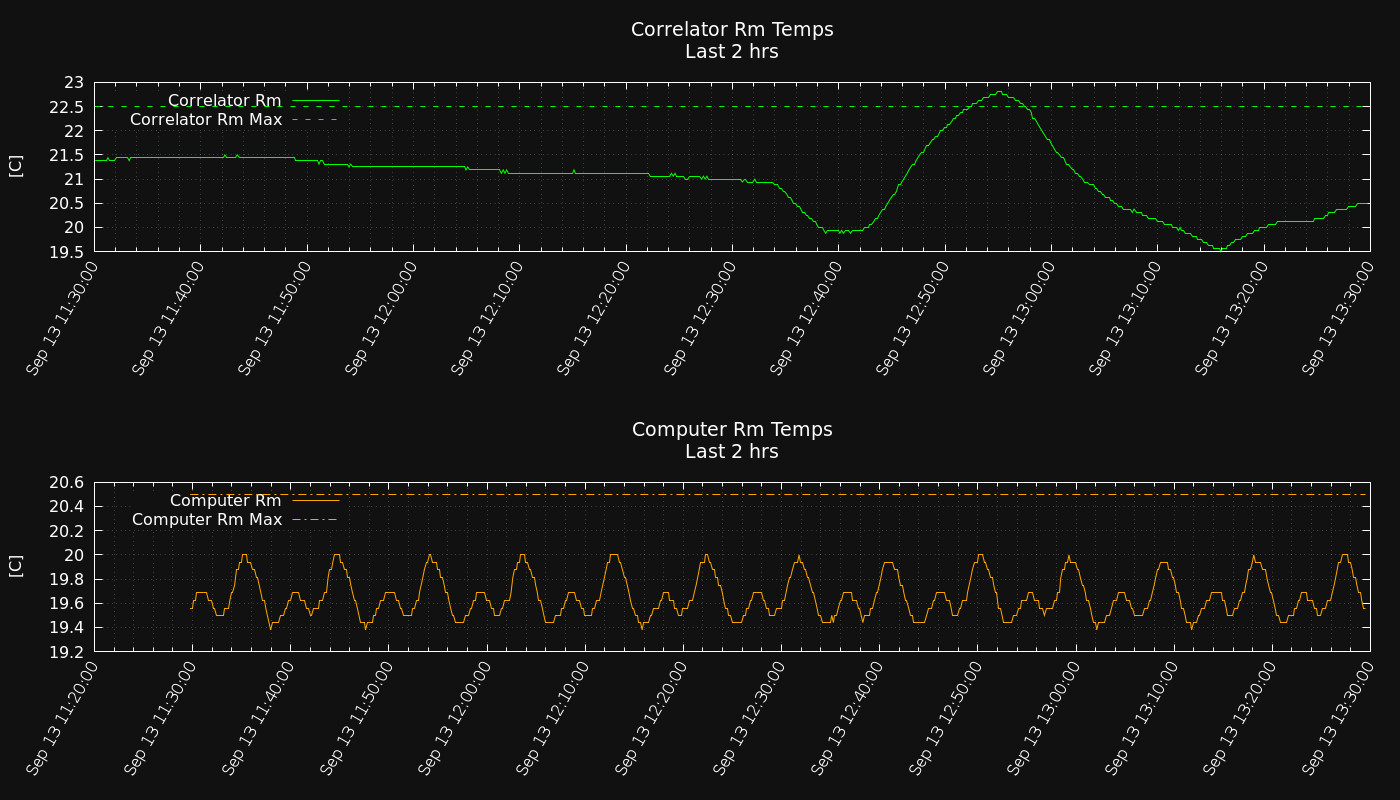 Correlator Rm Temps
Last 2 hrs
23
22.5
22
21.5
21
20.5
20
19.5
[C]
Correlator Rm
Correlator Rm Max
Sep 13 11:30:00
Sep 13 11:40:00
Sep 13 11:50:00
Sep 13 12:00:00
Sep 13 12:10:00
Sep 13 12:20:00
Sep 13 12:30:00
Sep 13 12:40:00
Sep 13 12:50:00
Sep 13 13:00:00
Sep 13 13:10:00
Sep 13 13:20:00
Sep 13 13:30:00
Computer Rm Temps
Last 2 hrs
20.6
20.4
20.2
20
19.8
19.6
19.4
19.2
[C]
Computer Rm
Computer Rm Max
Sep 13 11:20:00
Sep 13 11:30:00
Sep 13 11:40:00
Sep 13 11:50:00
Sep 13 12:00:00
Sep 13 12:10:00
Sep 13 12:20:00
Sep 13 12:30:00
Sep 13 12:40:00
Sep 13 12:50:00
Sep 13 13:00:00
Sep 13 13:10:00
Sep 13 13:20:00
Sep 13 13:30:00